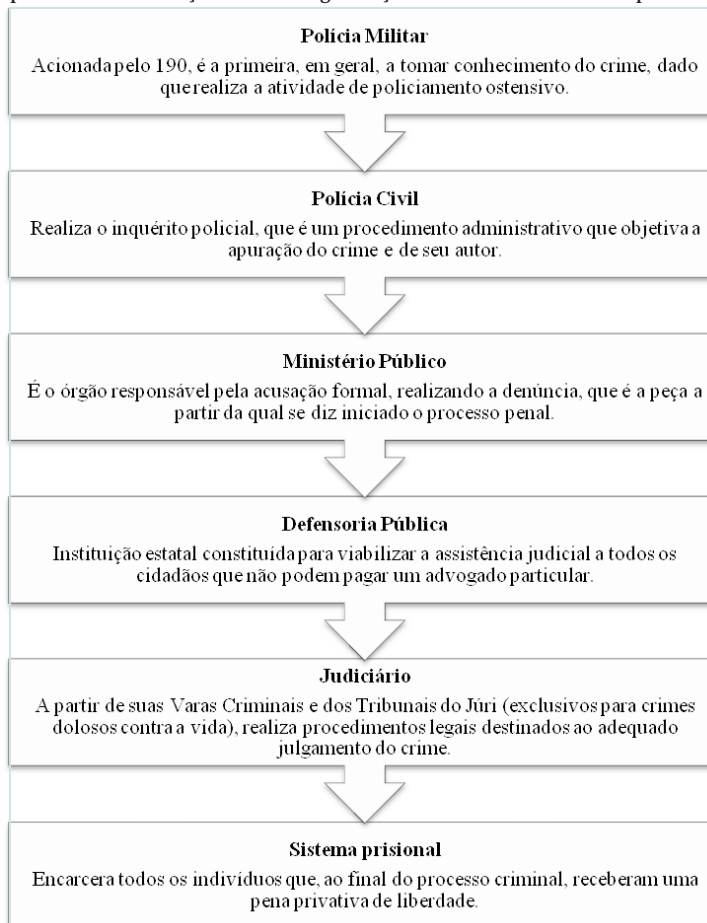 Polícia Militar
Acionada pelo 190, é a primeira, em geral, a tomar conhecimento do crime, dado
que realiza a atividade de policiamento ostensivo.
Polícia Civil
Realiza o inquérito policial, que é um procedimento administrativo que objetiva a
apuração do crime e de seu autor.
Ministério Público
É o órgão responsável pela acusação formal, realizando a denúncia, que é a peça a
partir da qual se diz iniciado o processo penal.
Defensoria Pública
Instituição estatal constituída para viabilizar a assistência judicial a todos os
cidadãos que não podem pagar um advogado particular.
Judiciário
A partir de suas Varas Criminais e dos Tribunais do Júri (exclusivos para crimes
dolosos contra a vida), realiza procedimentos legais destinados ao adequado
julgamento do crime.
Sistema prisional
Encarcera todos os indivíduos que, ao final do processo criminal, receberam uma
pena privativa de liberdade.